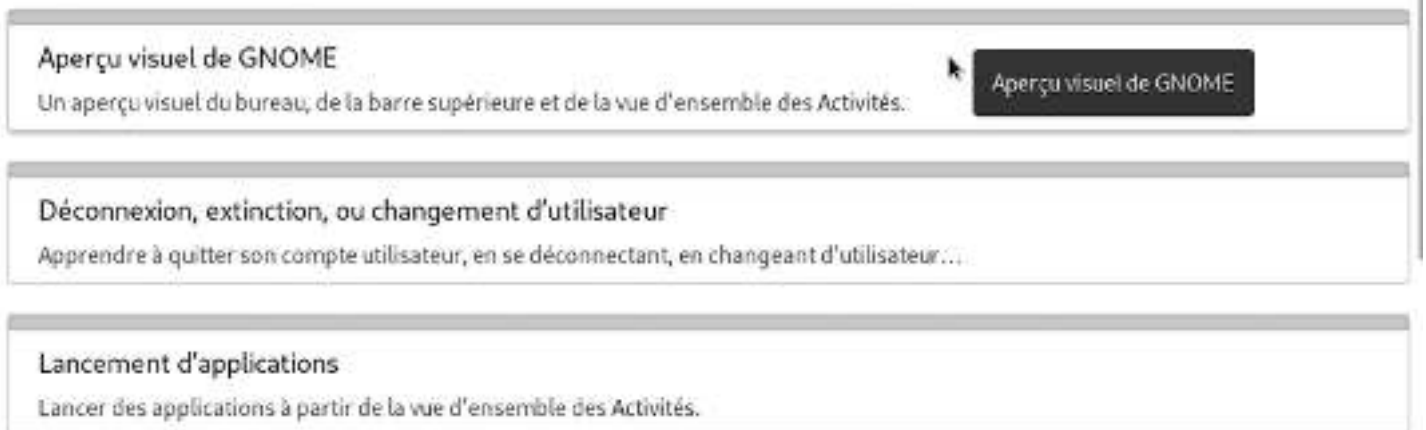 Aperçu visuel de GNOME
Un aperçu visuel du bureau, de la barre supérieure et de la vue d'ensemble des Activités.
Aperçu visuel de GNOME
Déconnexion, extinction, ou changement d'utilisateur
Apprendre à quitter son compte utilisateur, en se déconnectant, en changeant d'utilisateur…
Lancement d'applications
Lancer des applications à partir de la vue d'ensemble des Activités.